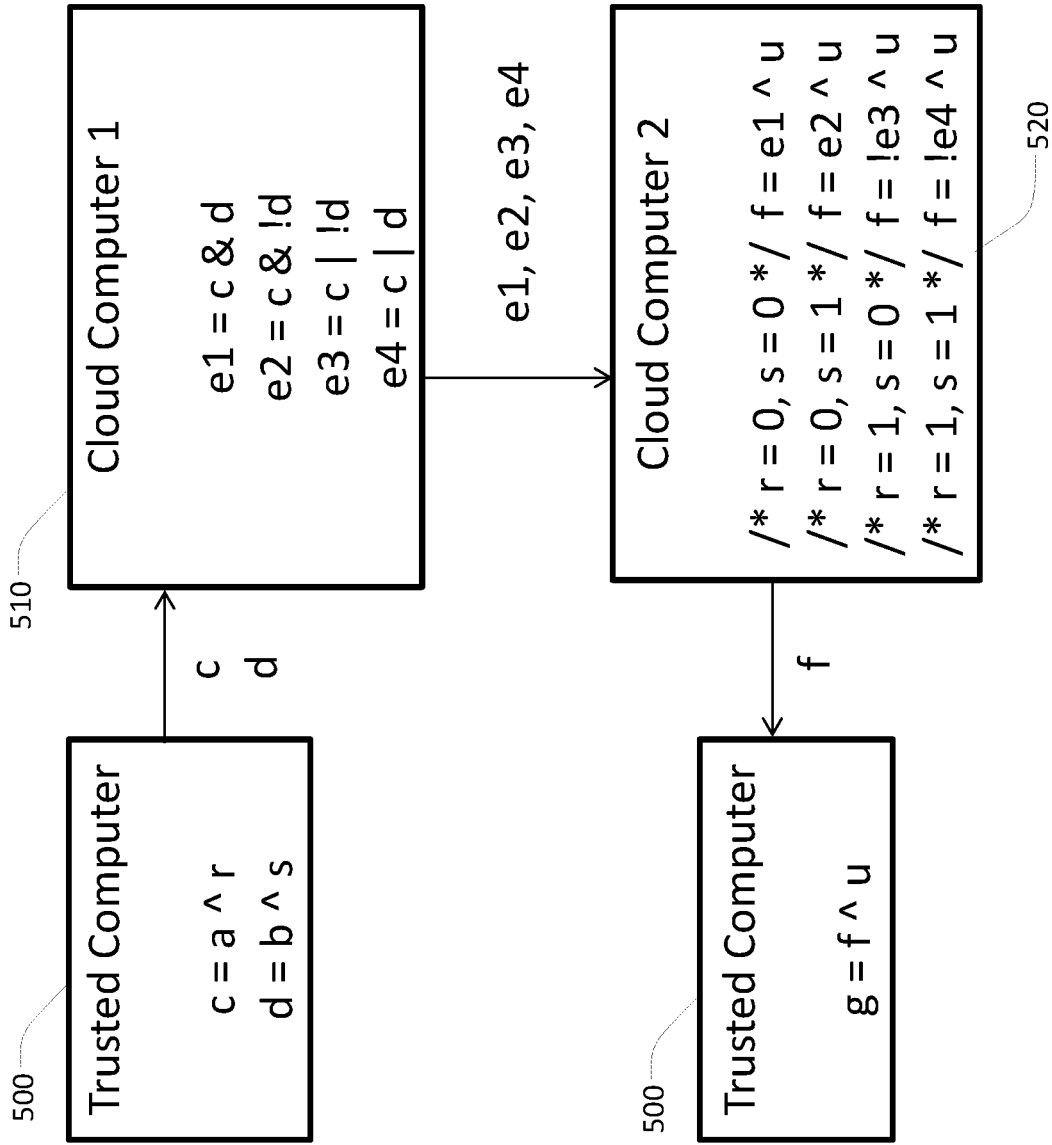 500
Trusted Computer
c = a ^ r
d = b ^ s
c
d
510
Cloud Computer 1
e1 = c & d
e2 = c & !d
e3 = c | !d
e4 = c | d
e1, e2, e3, e4
Cloud Computer 2
/* r = 0, s = 0 */ f = e1 ^ u
/* r = 0, s = 1 */ f = e2 ^ u
/* r = 1, s = 0 */ f = !e3 ^ u
/* r = 1, s = 1 */ f = !e4 ^ u
520
f
500
Trusted Computer
g = f ^ u